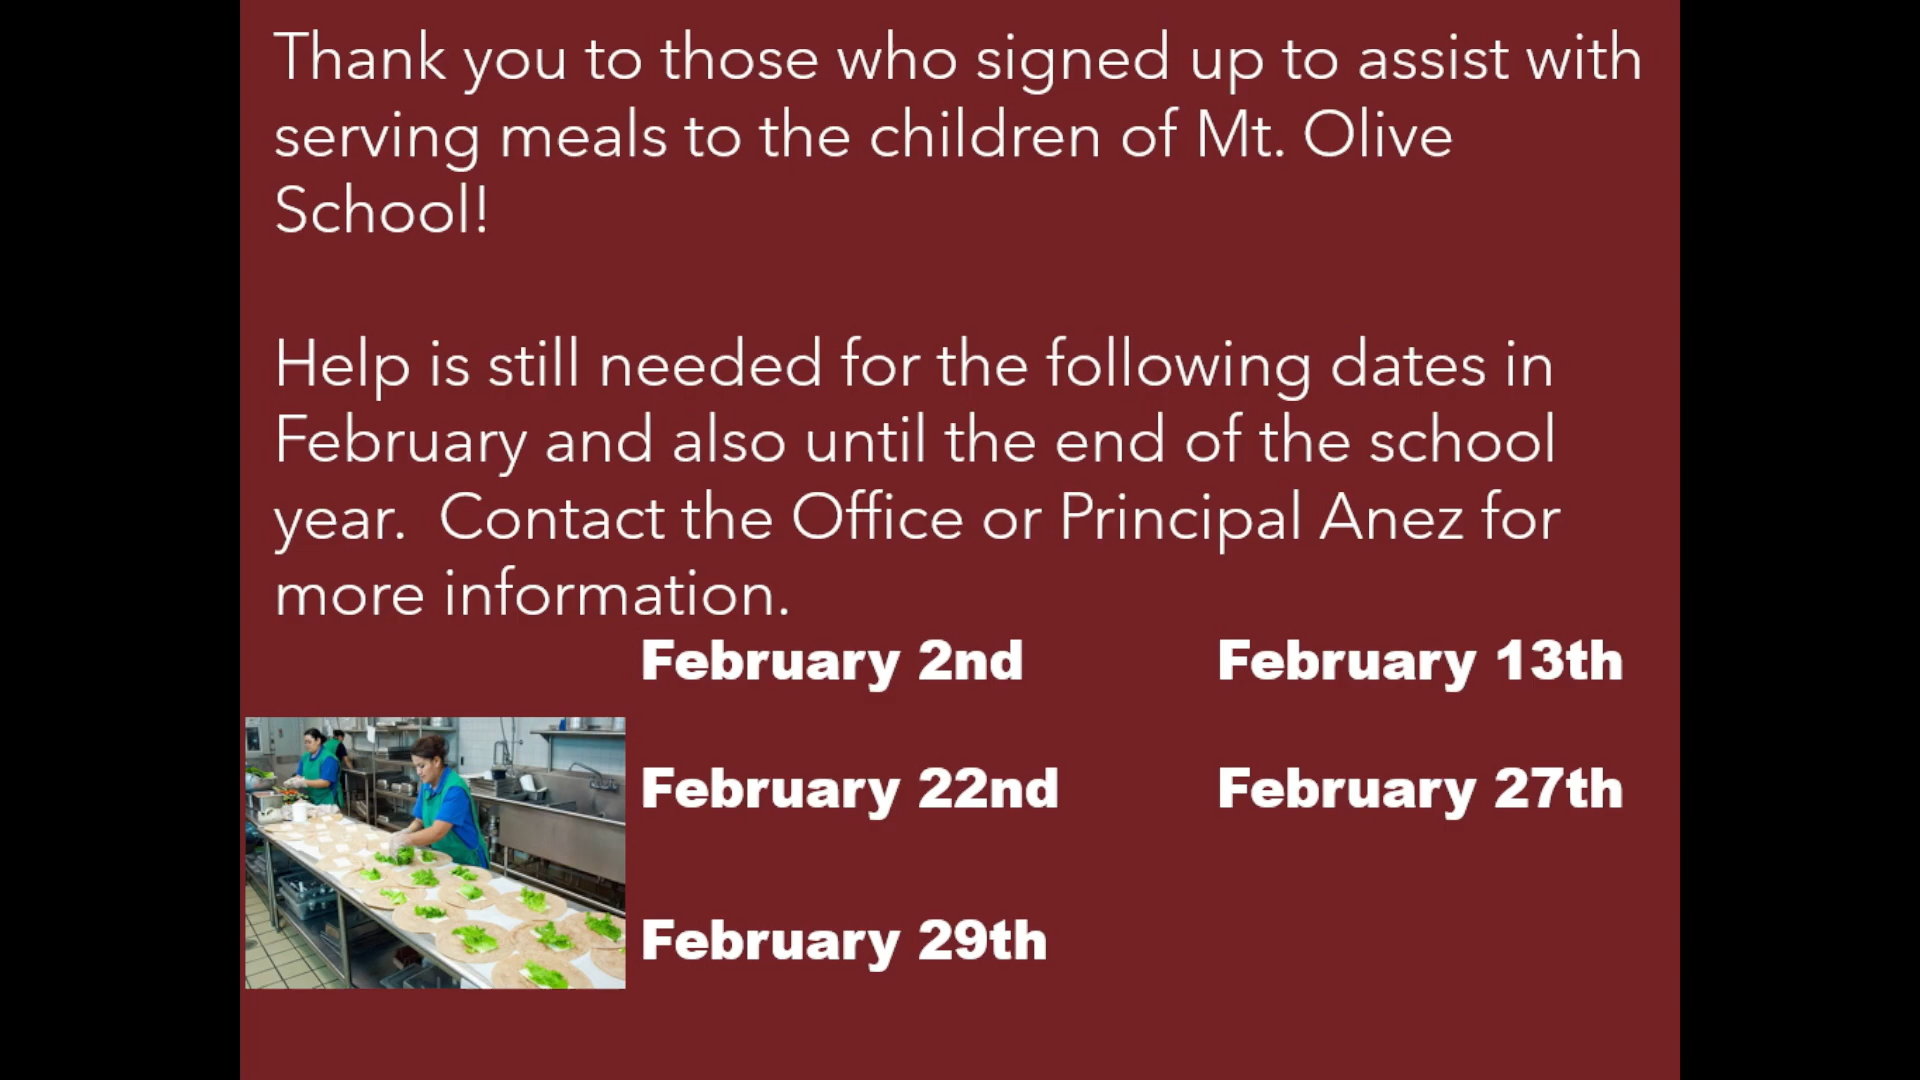 Thank you to those who signed up to assist with
serving meals to the children of Mt. Olive
School!
Help is still needed for the following dates in
February and also until the end of the school
year.  Contact the Office or Principal Anez for
more information.
February 2nd
February 13th
February 22nd
February 27th
February 29th